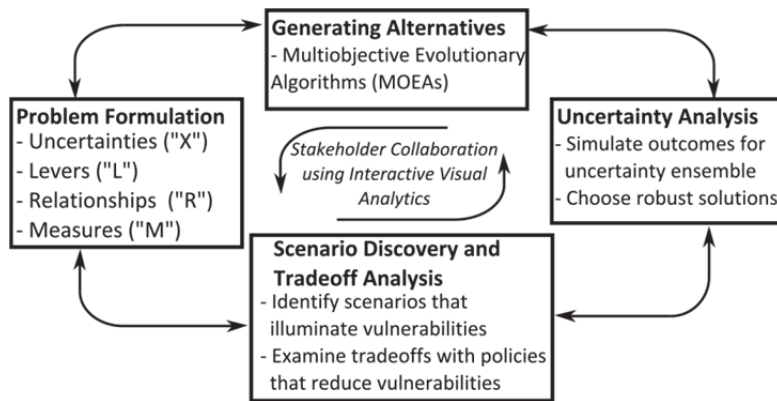 Generating Alternatives
- Multiobjective Evolutionary
Algorithms (MOEAs)
Problem Formulation
- Uncertainties ("X")
- Levers ("L")
- Relationships ("R")
- Measures ("M")
Stakeholder Collaboration
using Interactive Visual
Analytics
Uncertainty Analysis
- Simulate outcomes for
uncertainty ensemble
- Choose robust solutions
Scenario Discovery and
Tradeoff Analysis
- Identify scenarios that
illuminate vulnerabilities
- Examine tradeoffs with policies
that reduce vulnerabilities